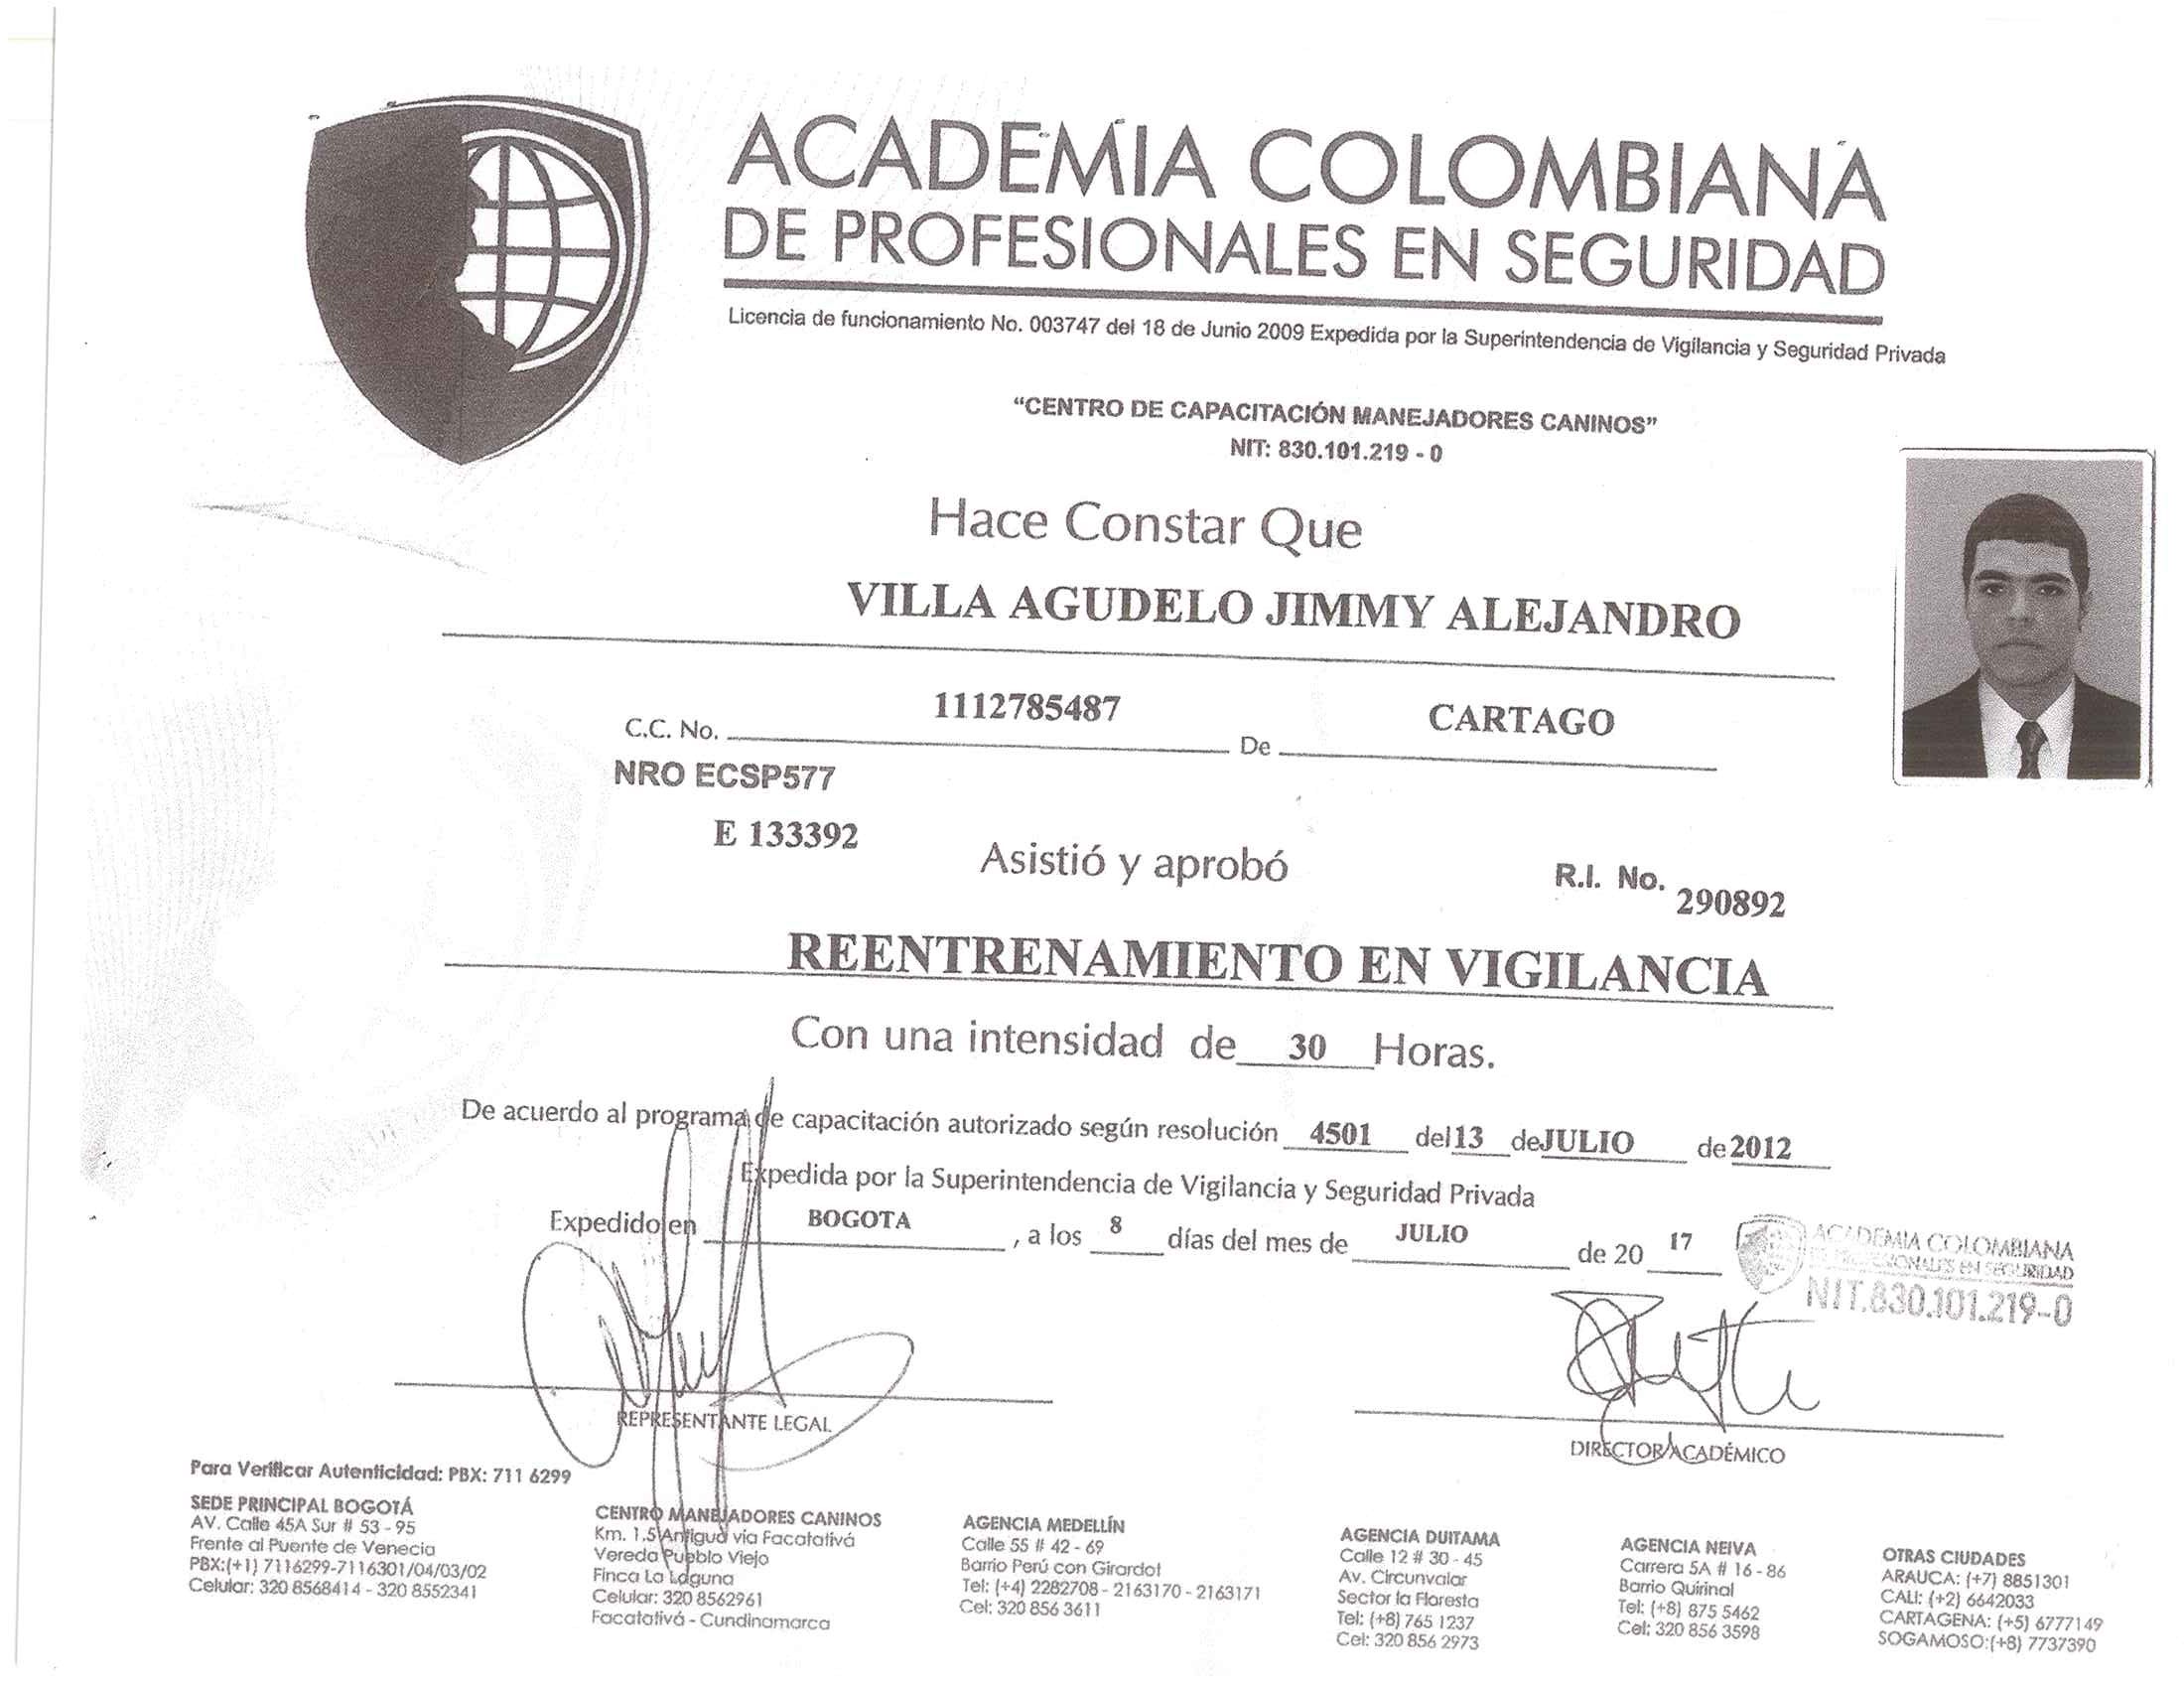 ACADEMIA COLOMBIANA
DE PROFESIONALES EN SEGURIDAD
Licencia de funcionamiento No. 003747 del 18 de Junio 2009 Expedida por la Superintendencia de Vigilancia y Seguridad Privada
“CENTRO DE CAPACITACIÓN MANEJADORES CANINOS”
NIT: 830.101.219 - 0
Hace Constar Que
VILLA AGUDELO JIMMY ALEJANDRO
C.C. No. 1112785487 De CARTAGO
NRO ECSP577
E 133392
Asistió y aprobó
R.I. No. 290892
REENTRENAMIENTO EN VIGILANCIA
Con una intensidad de 30 Horas.
De acuerdo al programa de capacitación autorizado según resolución 4501 del 13 de JULIO de 2012
Expedida por la Superintendencia de Vigilancia y Seguridad Privada
Expedido en BOGOTA , a los 8 días del mes de JULIO de 20 17
ACADEMIA COLOMBIANA
DE PROFESIONALES EN SEGURIDAD
NIT.830.101.219-0
REPRESENTANTE LEGAL
DIRECTOR ACADÉMICO
Para Verificar Autenticidad: PBX: 711 6299
SEDE PRINCIPAL BOGOTÁ
AV. Calle 45A Sur # 53 - 95
Frente al Puente de Venecia
PBX:(+1) 7116299-7116301/04/03/02
Celular: 320 8568414 - 320 8552341
CENTRO MANEJADORES CANINOS
Km. 1.5 Antigua vía Facatativá
Vereda Pueblo Viejo
Finca La Laguna
Celular: 320 8562961
Facatativá - Cundinamarca
AGENCIA MEDELLÍN
Calle 55 # 42 - 69
Barrio Perú con Girardot
Tel: (+4) 2282708 - 2163170 - 2163171
Cel: 320 856 3611
AGENCIA DUITAMA
Calle 12 # 30 - 45
Av. Circunvalar
Sector la Floresta
Tel: (+8) 765 1237
Cel: 320 856 2973
AGENCIA NEIVA
Carrera 5A # 16 - 86
Barrio Quirinal
Tel: (+8) 875 5462
Cel: 320 856 3598
OTRAS CIUDADES
ARAUCA: (+7) 8851301
CALI: (+2) 6642033
CARTAGENA: (+5) 6777149
SOGAMOSO:(+8) 7737390